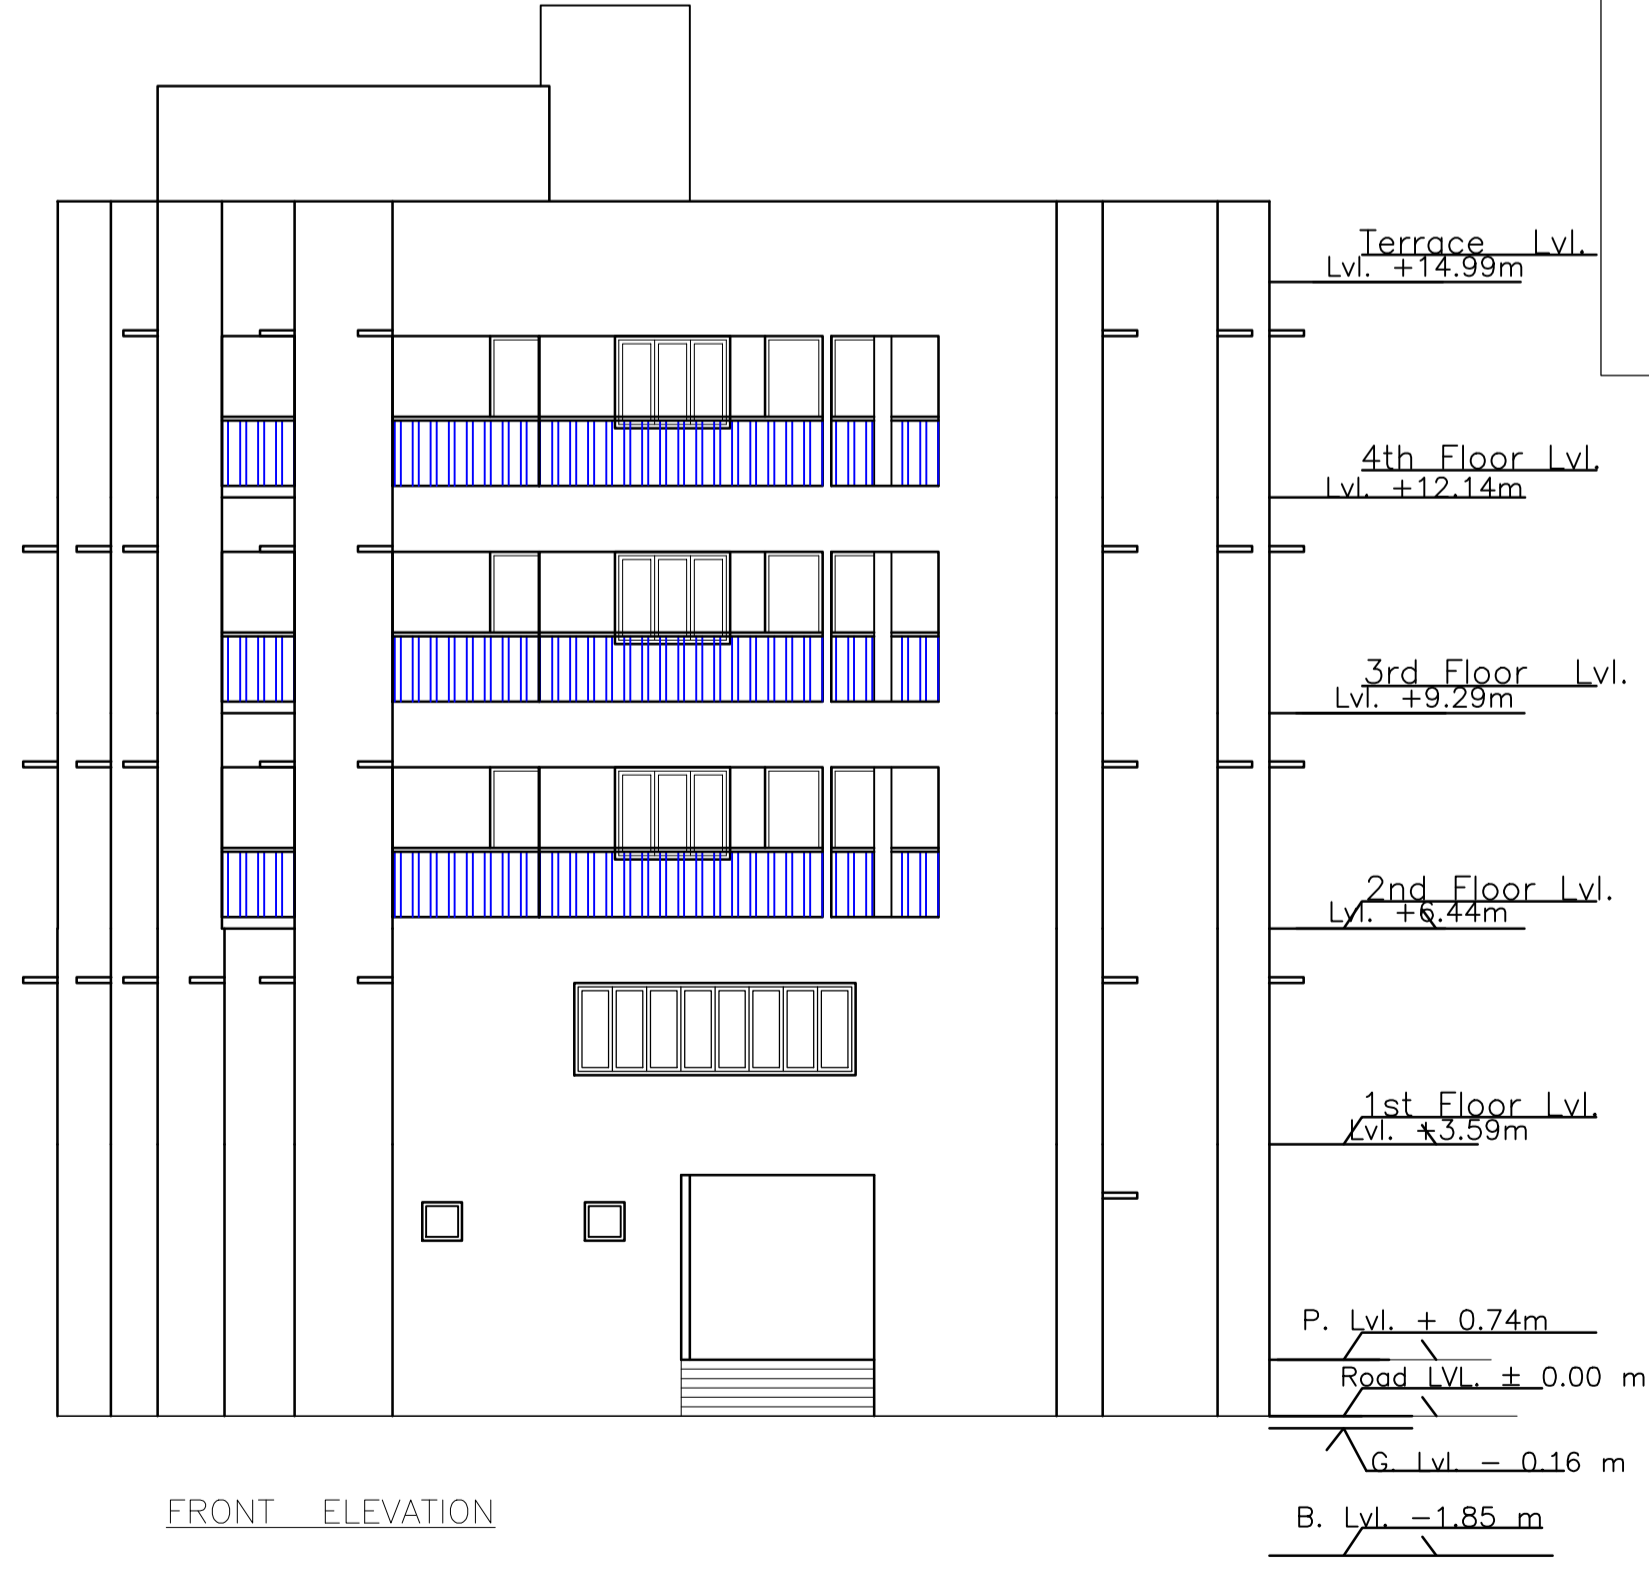 Terrace Lvl.
Lvl. +14.99m
4th Floor Lvl.
Lvl. +12.14m
3rd Floor Lvl.
Lvl. +9.29m
2nd Floor Lvl.
Lvl. +6.44m
1st Floor Lvl.
Lvl. +3.59m
P. Lvl. + 0.74m
Road LVL. ± 0.00 m
G. Lvl. - 0.16 m
FRONT ELEVATION
B. Lvl. -1.85 m